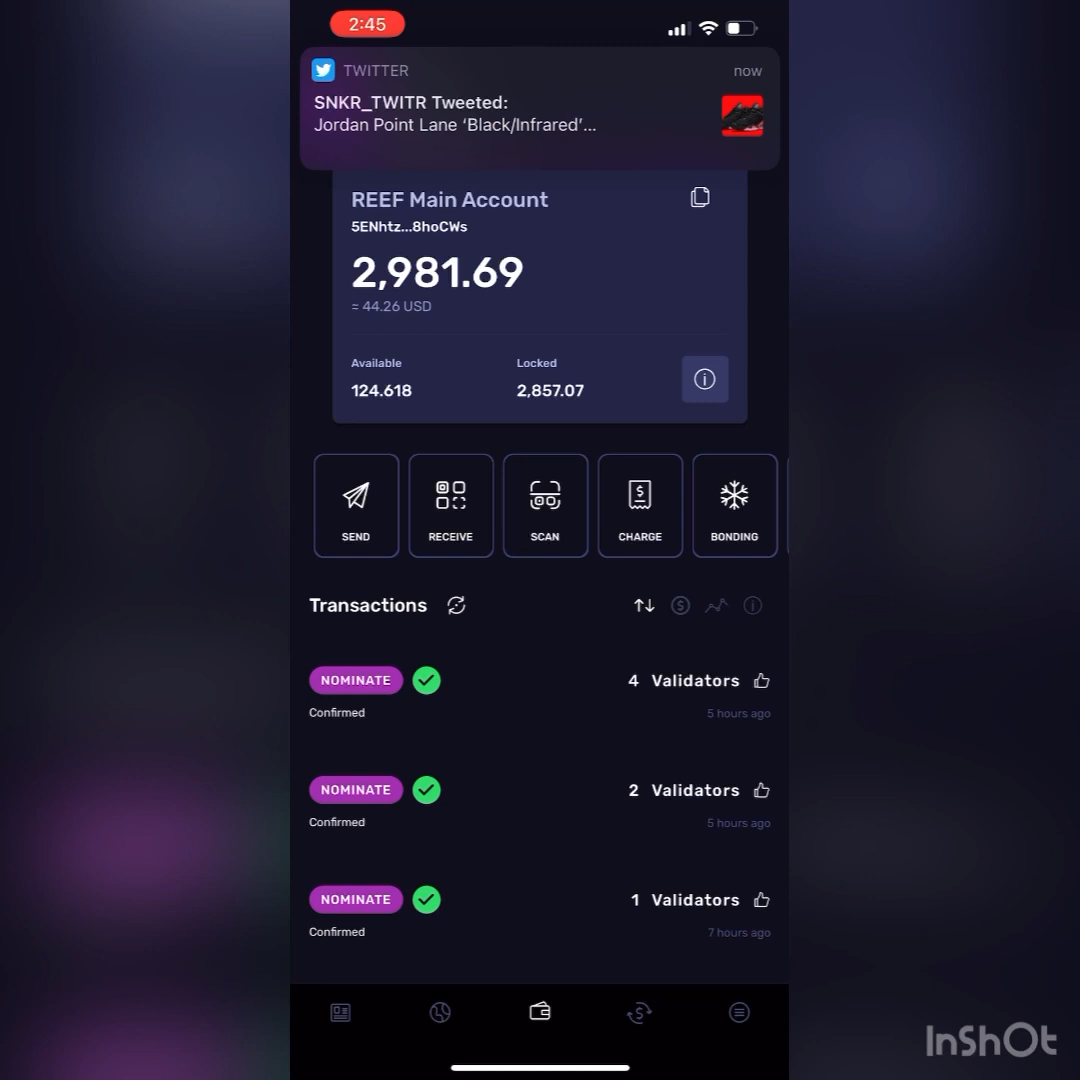 2:45
TWITTER
now
SNKR_TWITR Tweeted:
Jordan Point Lane ‘Black/Infrared’...
REEF Main Account
5ENhtz...8hoCWs
2,981.69
≈ 44.26 USD
Available
Locked
124.618
2,857.07
SEND
RECEIVE
SCAN
CHARGE
BONDING
Transactions
NOMINATE
4 Validators
Confirmed
5 hours ago
NOMINATE
2 Validators
Confirmed
5 hours ago
NOMINATE
1 Validators
Confirmed
7 hours ago
InShOt